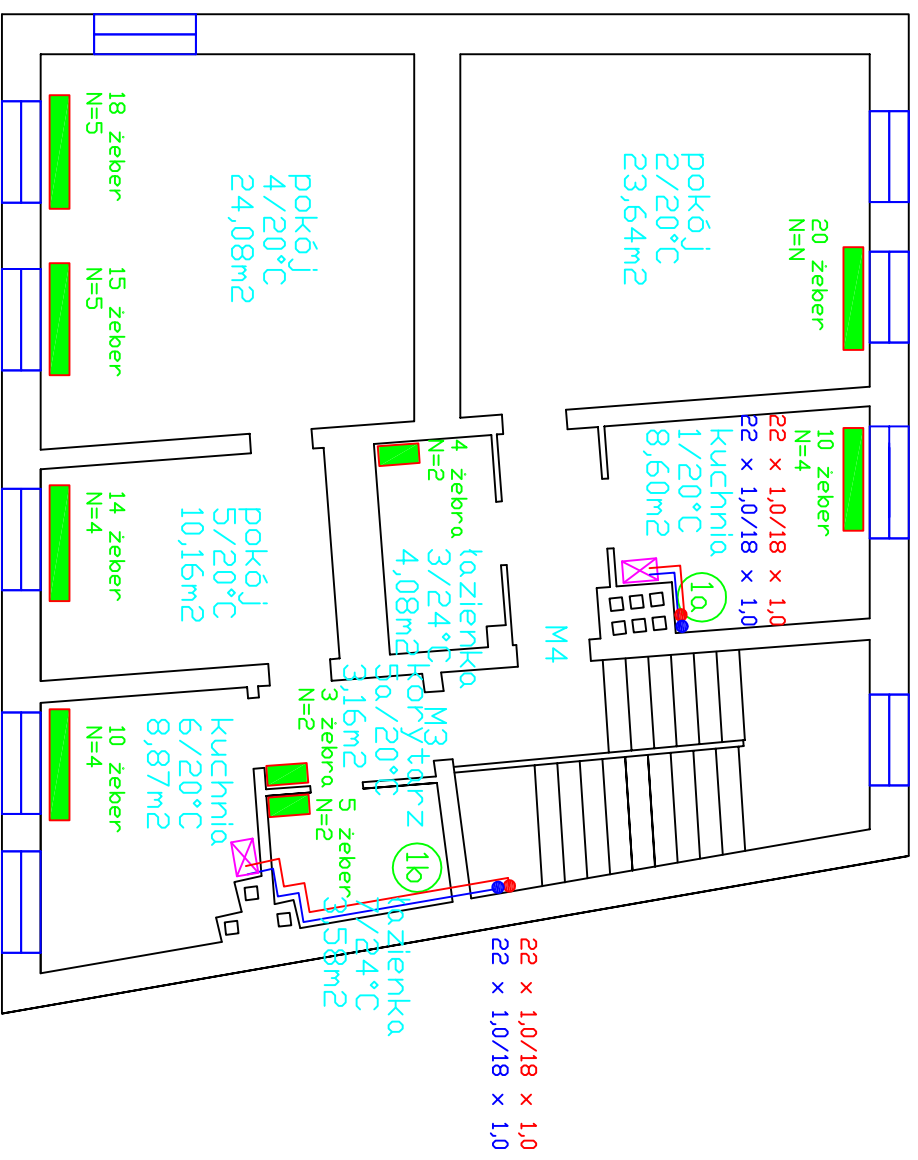 20 żeber
N=N
pokój
2/20°C
23,64m2
18 żeber
N=5
pokój
4/20°C
24,08m2
15 żeber
N=5
10 żeber
N=4
22 x 1,0/18 x 1,0
22 x 1,0/18 x 1,0
kuchnia
1/20°C
8,60m2
1a
4 żebra
N=2
łazienka
3/24°C
4,08m2
M4
14 żeber
N=4
pokój
5/20°C
10,16m2
M3
korytarz
5a/20°C
3,16m2
3 żebra
N=2
10 żeber
N=4
kuchnia
6/20°C
8,87m2
5 żeber
N=2
1b
łazienka
7/24°C
3,58m2
22 x 1,0/18 x 1,0
22 x 1,0/18 x 1,0